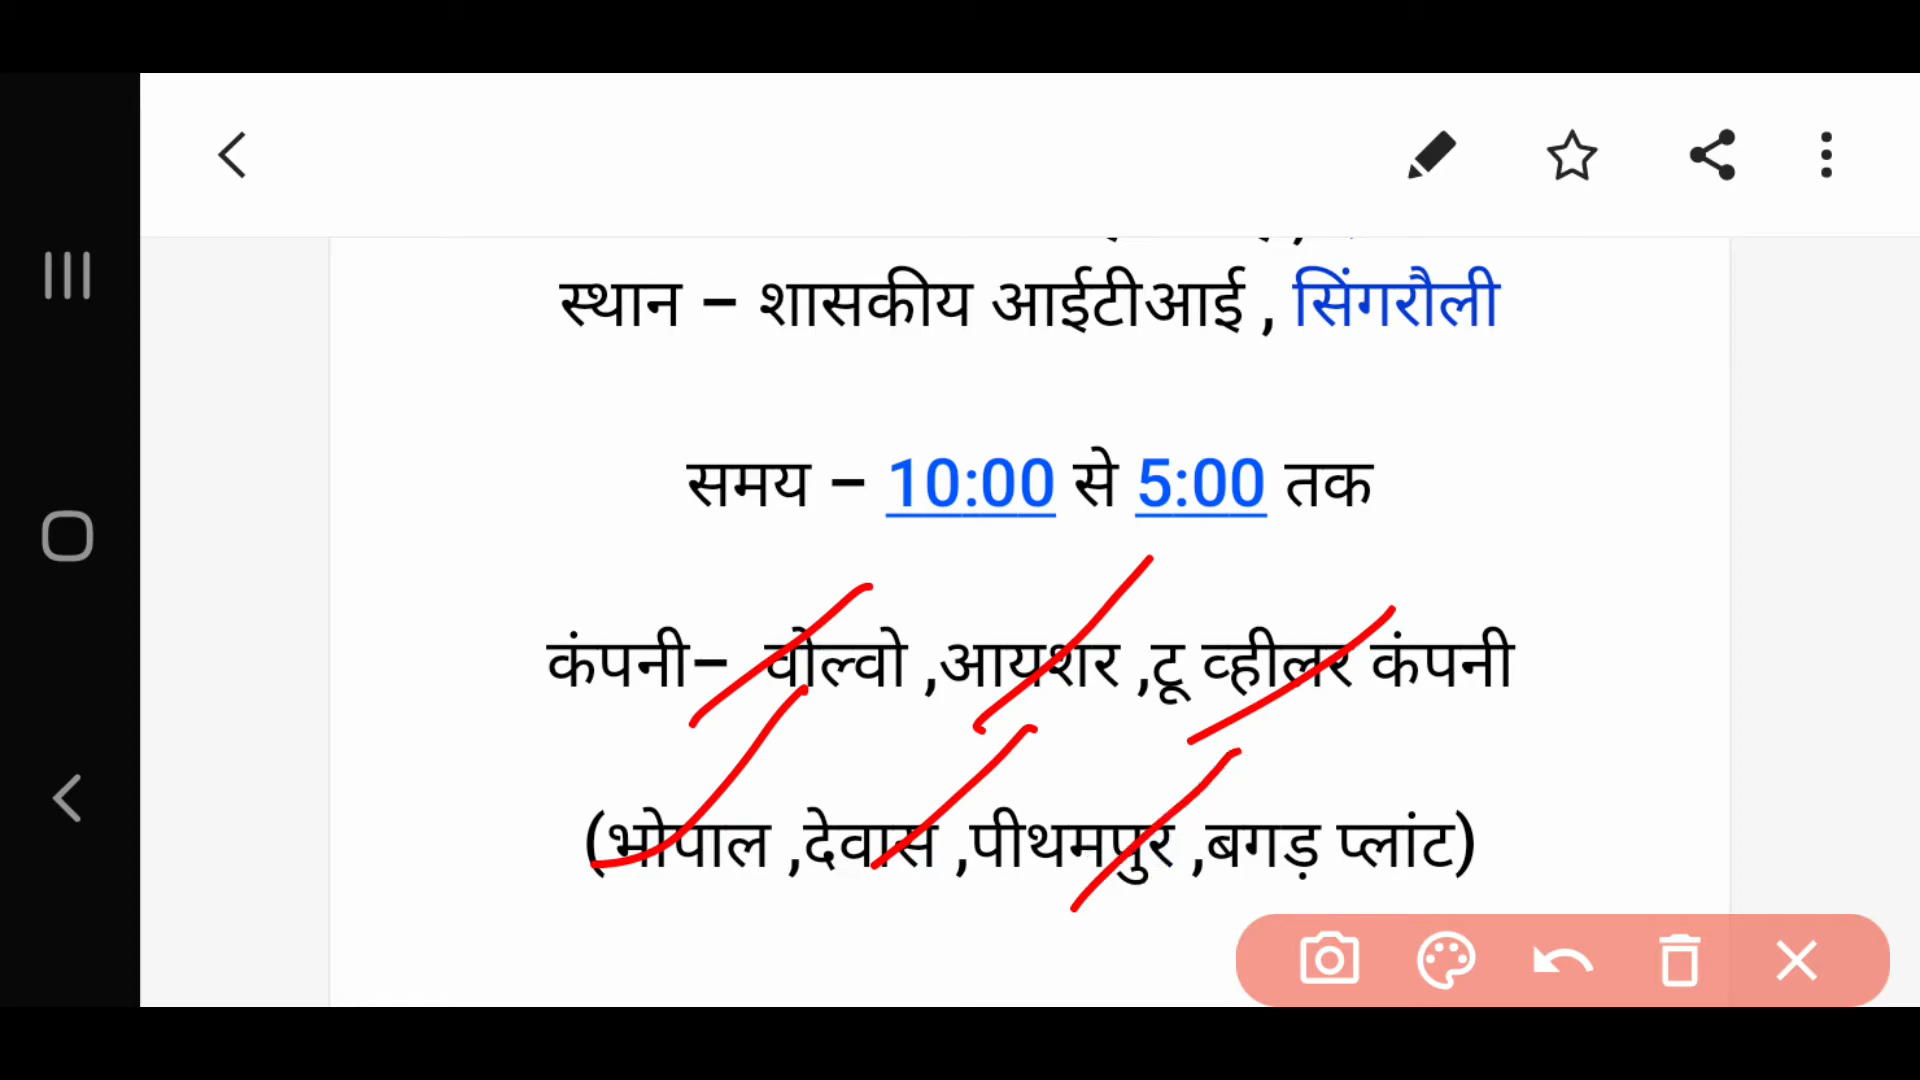 स्थान – शासकीय आईटीआई , सिंगरौली
समय – 10:00 से 5:00 तक
कंपनी– वोल्वो ,आयशर ,टू व्हीलर कंपनी
(भोपाल ,देवास ,पीथमपुर ,बगड़ प्लांट)